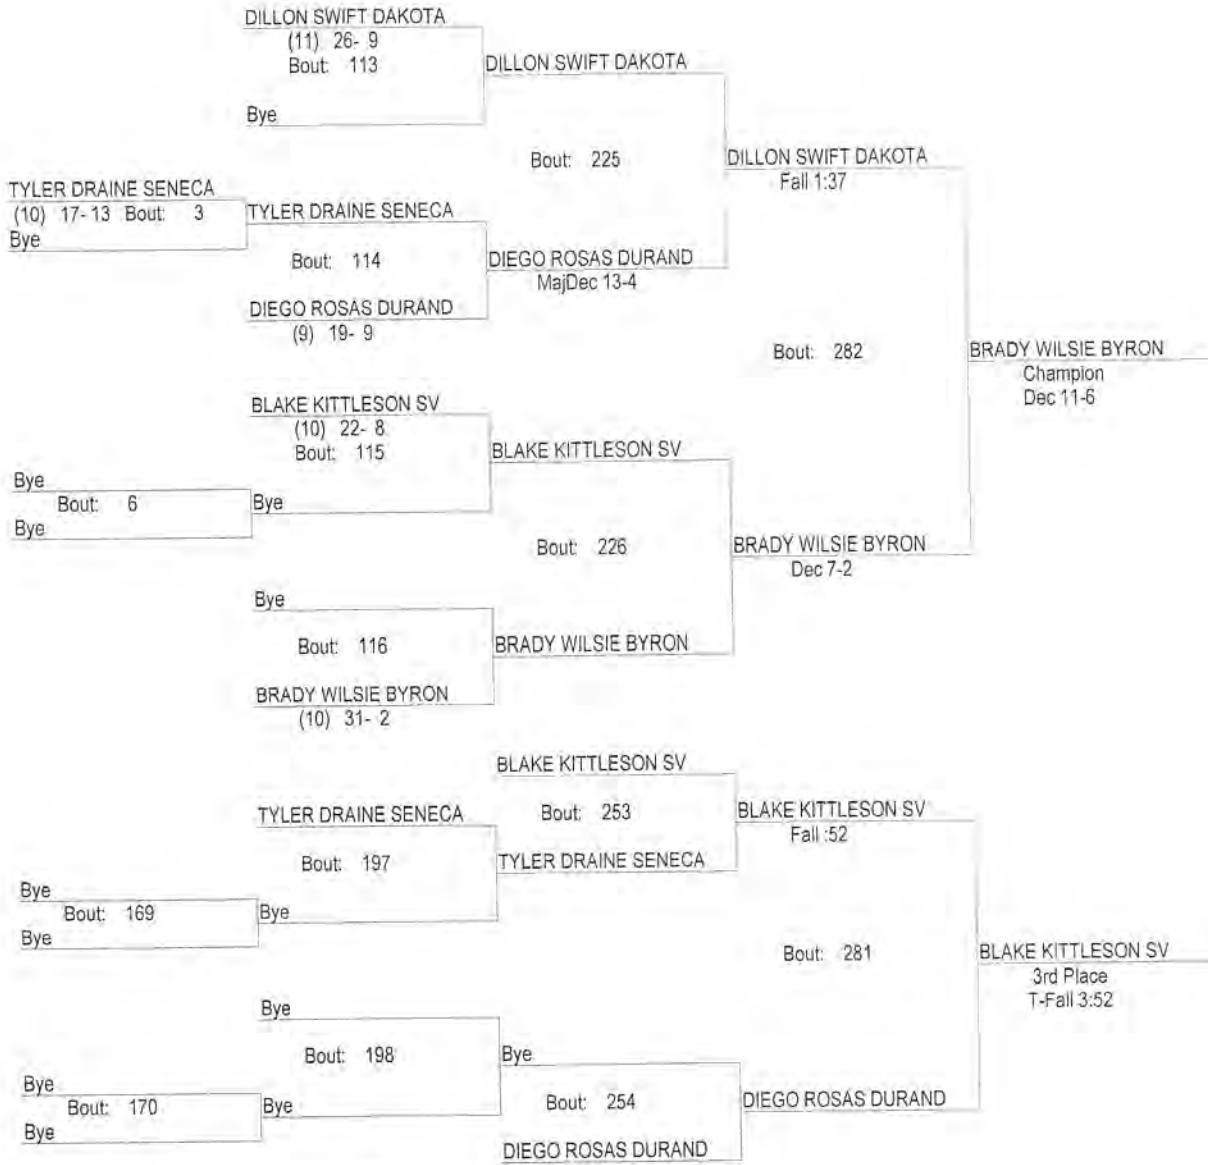 DILLON SWIFT DAKOTA
(11) 26- 9
Bout: 113
DILLON SWIFT DAKOTA
Bye
Bout: 225
DILLON SWIFT DAKOTA
Fall 1:37
TYLER DRAINE SENECA
(10) 17- 13 Bout: 3
Bye
TYLER DRAINE SENECA
Bout: 114
DIEGO ROSAS DURAND
MajDec 13-4
DIEGO ROSAS DURAND
(9) 19- 9
Bout: 282
BRADY WILSIE BYRON
Champion
Dec 11-6
BLAKE KITTLESON SV
(10) 22- 8
Bout: 115
BLAKE KITTLESON SV
Bye
Bout: 6
Bye
Bye
Bout: 226
BRADY WILSIE BYRON
Dec 7-2
Bye
Bout: 116
BRADY WILSIE BYRON
BRADY WILSIE BYRON
(10) 31- 2
BLAKE KITTLESON SV
TYLER DRAINE SENECA
Bout: 253
BLAKE KITTLESON SV
Fall :52
Bout: 197
TYLER DRAINE SENECA
Bye
Bout: 169
Bye
Bye
Bout: 281
BLAKE KITTLESON SV
3rd Place
T-Fall 3:52
Bye
Bout: 198
Bye
Bye
Bout: 170
Bye
Bye
Bout: 254
DIEGO ROSAS DURAND
DIEGO ROSAS DURAND